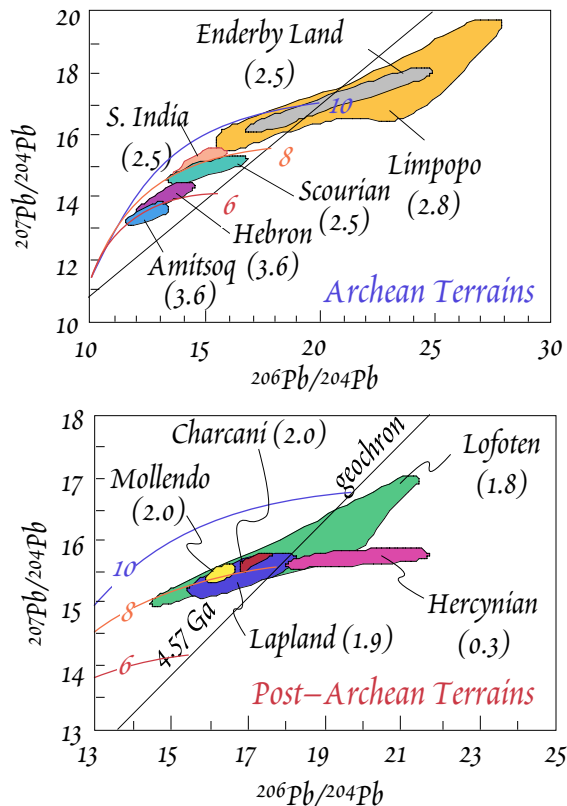 20
Enderby Land
(2.5)
18
10
S. India
(2.5)
16
8
Limpopo
(2.8)
Scourian
(2.5)
14
6
Hebron
(3.6)
Amitsoq
(3.6)
12
Archean Terrains
10
10
15
20
25
30
²⁰⁷Pb/²⁰⁴Pb
²⁰⁶Pb/²⁰⁴Pb
18
Charcani (2.0)
geochron
Lofoten
(1.8)
17
Mollendo
(2.0)
16
10
15
8
Hercynian
(0.3)
Lapland (1.9)
4.57 Ga
14
6
Post–Archean Terrains
13
13
15
17
19
21
25
²⁰⁷Pb/²⁰⁴Pb
²⁰⁶Pb/²⁰⁴Pb